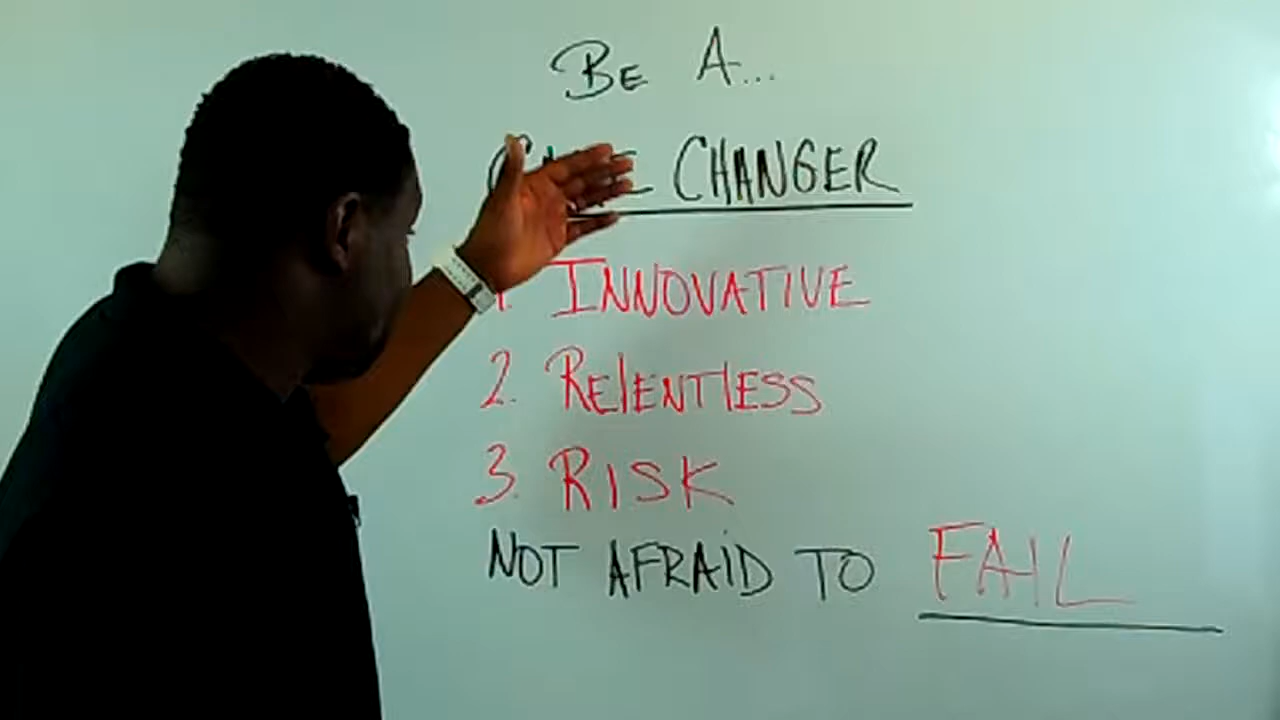 Be A...
CHANGER
1. INNOVATIVE
2. RELENTLESS
3. RISK
NOT AFRAID TO FAIL